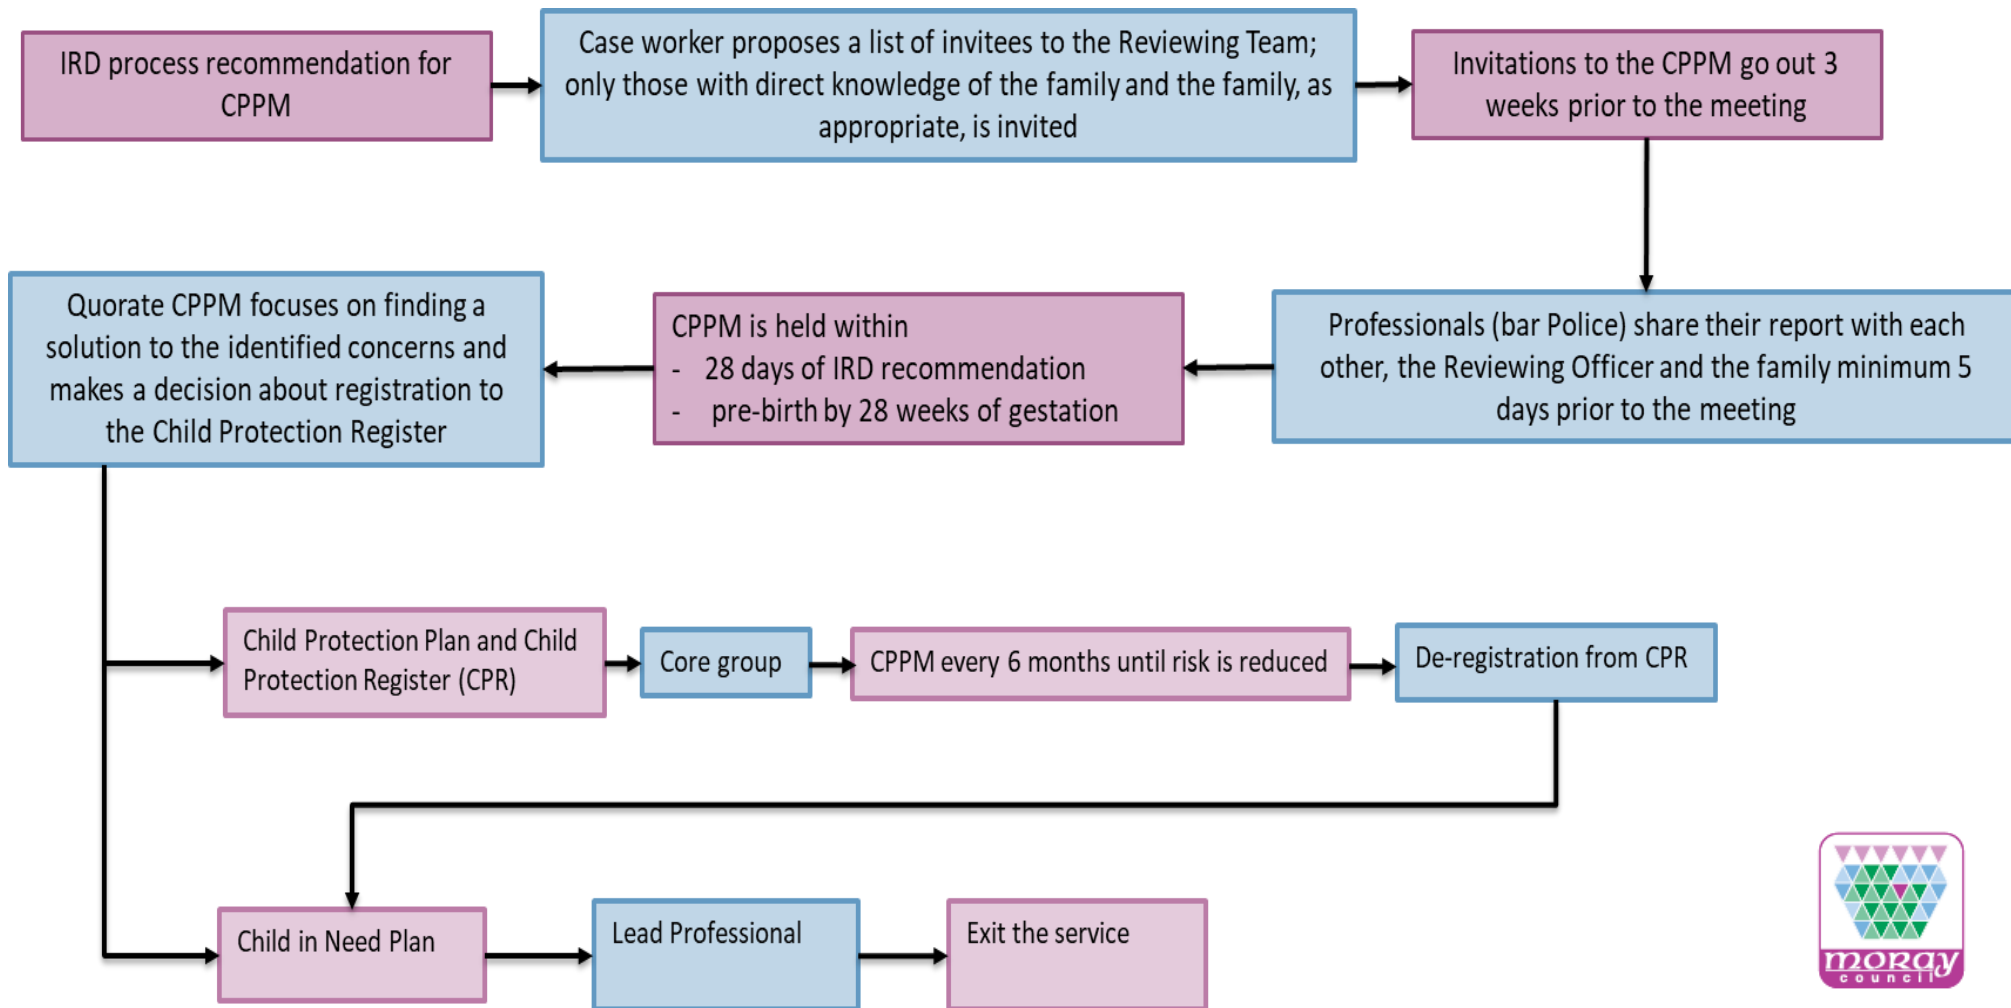 IRD process recommendation for
CPPM
Case worker proposes a list of invitees to the Reviewing Team;
only those with direct knowledge of the family and the family, as
appropriate, is invited
Invitations to the CPPM go out 3
weeks prior to the meeting
Professionals (bar Police) share their report with each
other, the Reviewing Officer and the family minimum 5
days prior to the meeting
CPPM is held within
- 28 days of IRD recommendation
- pre-birth by 28 weeks of gestation
Quorate CPPM focuses on finding a
solution to the identified concerns and
makes a decision about registration to
the Child Protection Register
Child Protection Plan and Child
Protection Register (CPR)
Core group
CPPM every 6 months until risk is reduced
De-registration from CPR
Child in Need Plan
Lead Professional
Exit the service
moray
council